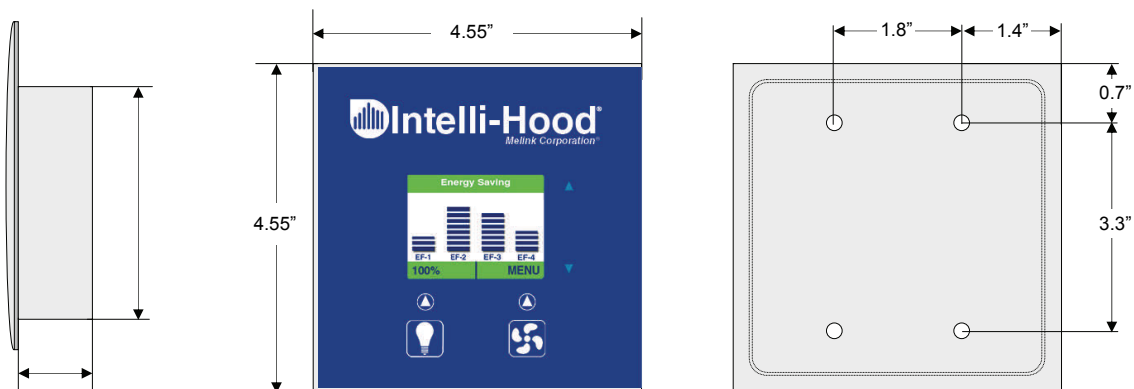 4.55”
1.8”
1.4”
0.7”
Intelli-Hood®
Melink Corporation™
Energy Saving
4.55”
3.3”
EF-1 EF-2 EF-3 EF-4
100% MENU